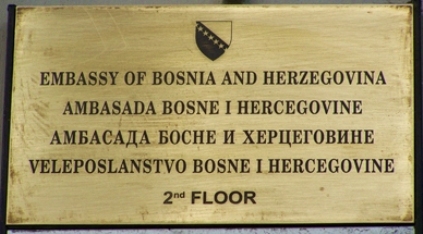 EMBASSY OF BOSNIA AND HERZEGOVINA
AMBASADA BOSNE I HERCEGOVINE
АМБАСАДА БОСНЕ И ХЕРЦЕГОВИНЕ
VELEPOSLANSTVO BOSNE I HERCEGOVINE
2nd FLOOR